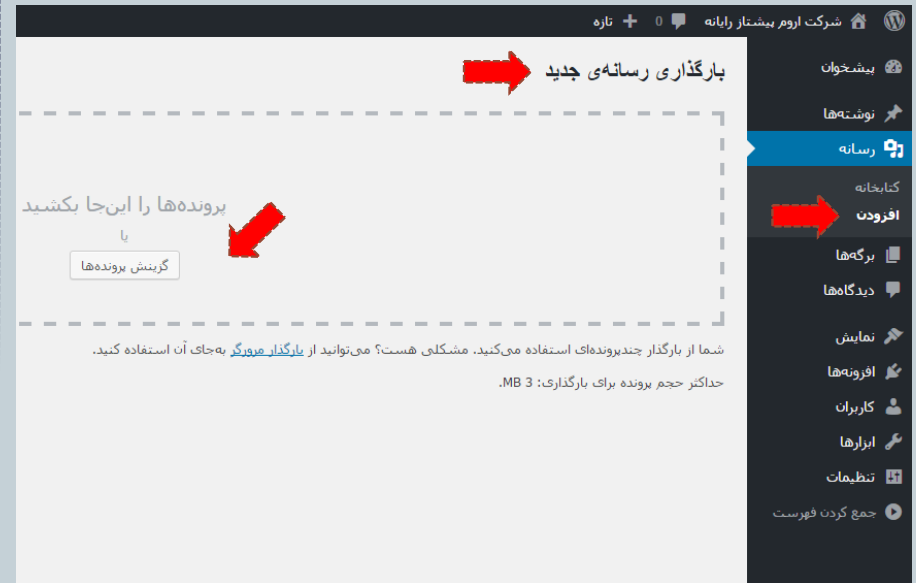 شرکت اروم پیشتاز رایانه 0 + تازه
پیشخوان
نوشته‌ها
رسانه
کتابخانه
افزودن
برگه‌ها
دیدگاه‌ها
نمایش
افزونه‌ها
کاربران
ابزارها
تنظیمات
جمع کردن فهرست
بارگذاری رسانه‌ی جدید
پرونده‌ها را این‌جا بکشید
یا
گزینش پرونده‌ها
شما از بارگذار چندپرونده‌ای استفاده می‌کنید. مشکلی هست؟ می‌توانید از بارگذار مرورگر به‌جای آن استفاده کنید.
حداکثر حجم پرونده برای بارگذاری: 3 MB.